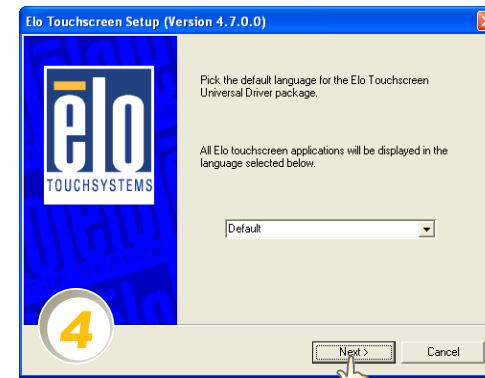 Elo Touchscreen Setup (Version 4.7.0.0)
elo
TOUCHSYSTEMS
Pick the default language for the Elo Touchscreen
Universal Driver package.
All Elo touchscreen applications will be displayed in the
language selected below.
Default
4
Next >
Cancel